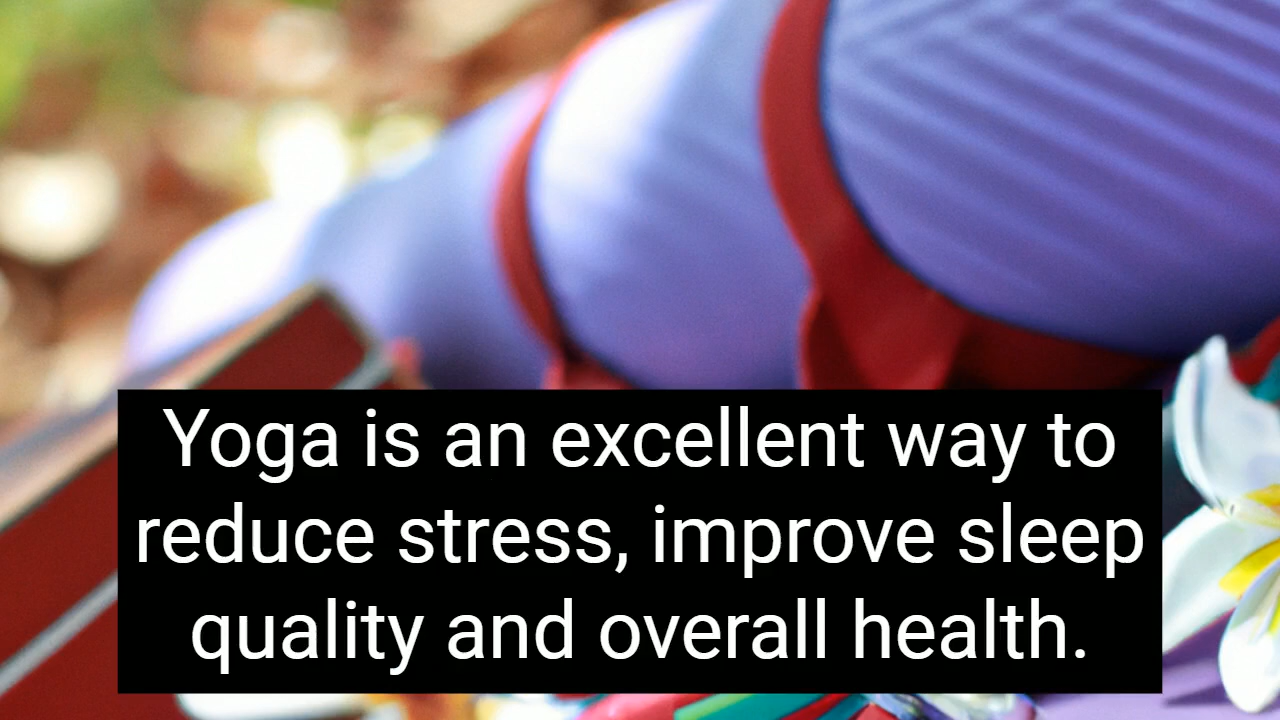 Yoga is an excellent way to
reduce stress, improve sleep
quality and overall health.